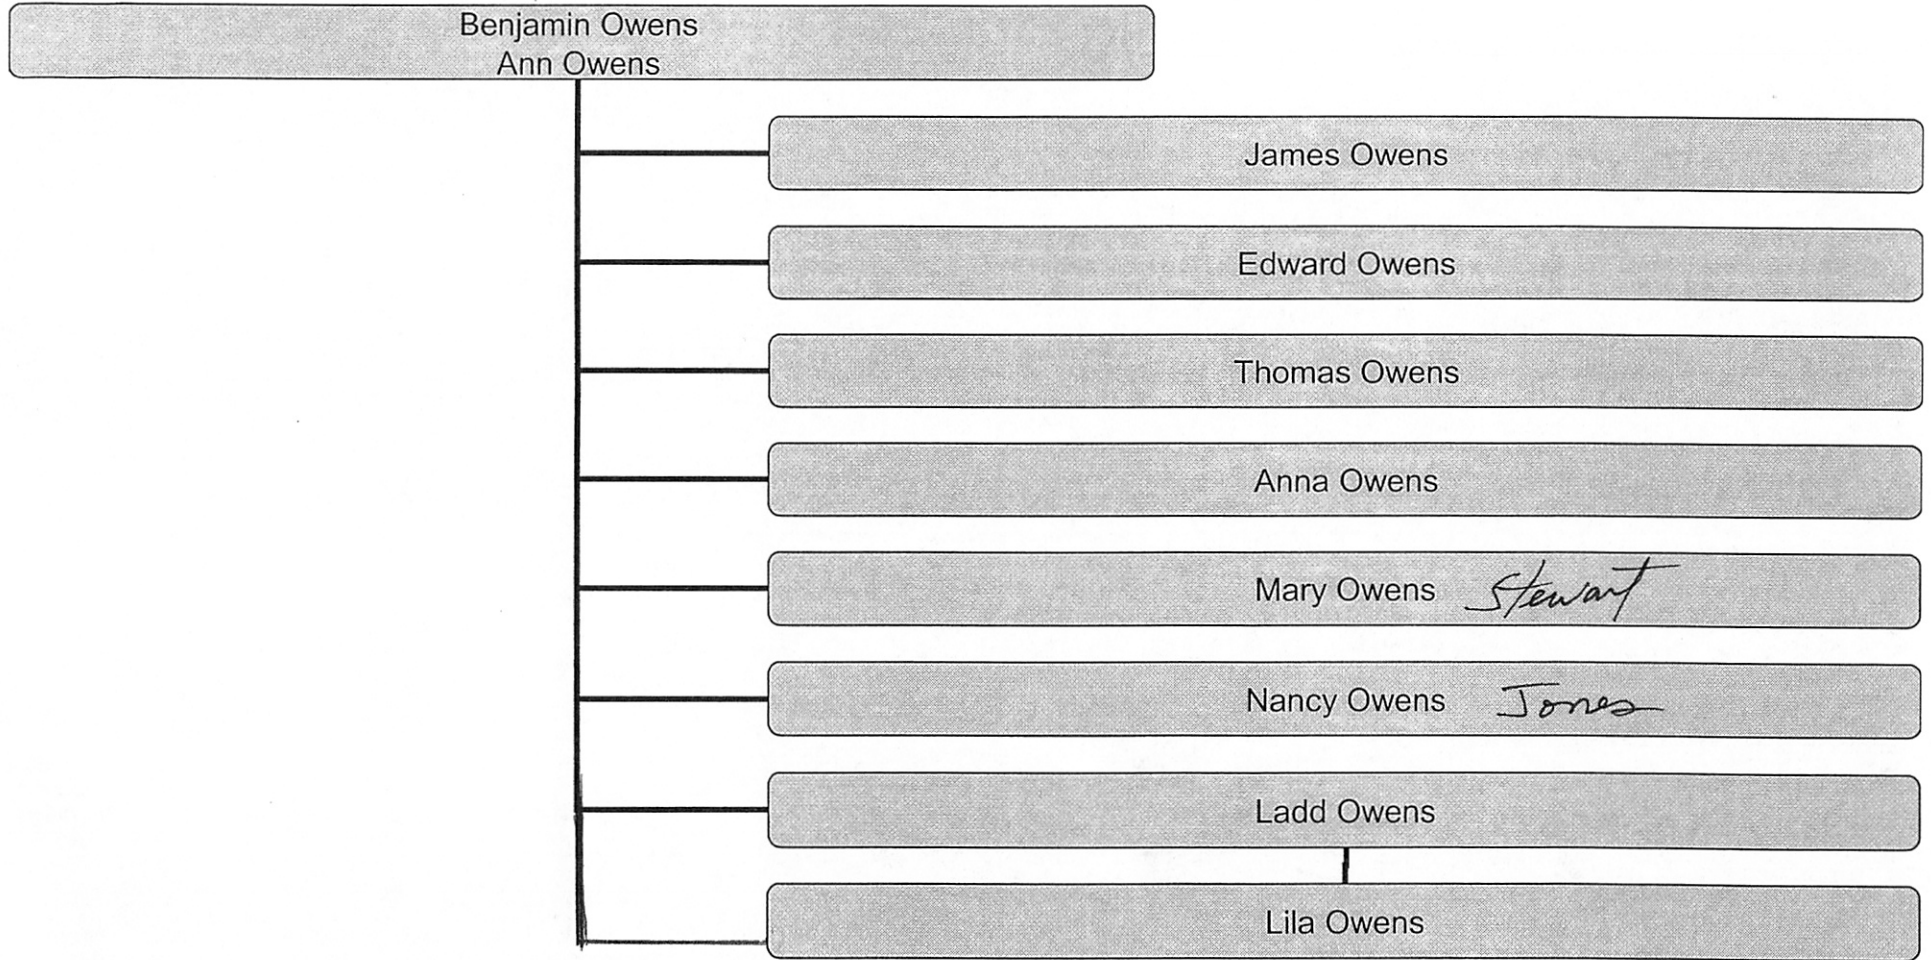 Benjamin Owens
Ann Owens
James Owens
Edward Owens
Thomas Owens
Anna Owens
Mary Owens Stewart
Nancy Owens Jones
Ladd Owens
Lila Owens